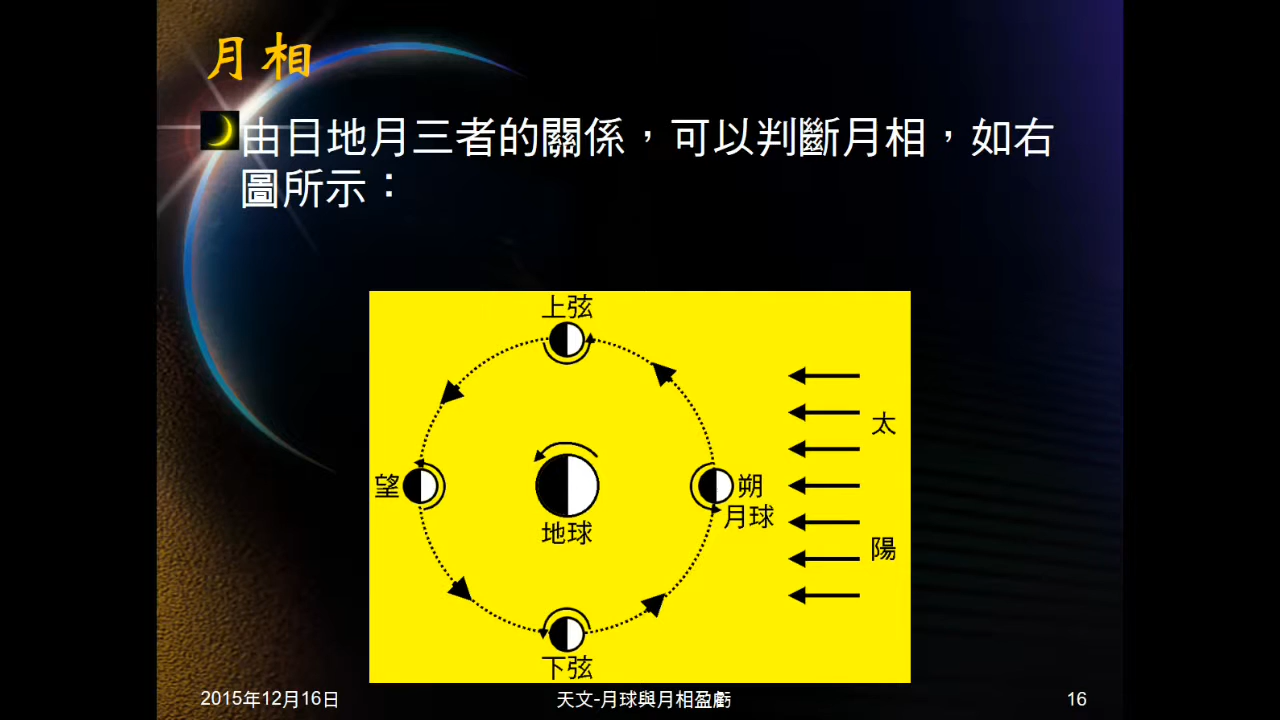 月相
由日地月三者的關係，可以判斷月相，如右
圖所示：
上弦
太
望
朔
月球
地球
陽
下弦
2015年12月16日
天文-月球與月相盈虧
16